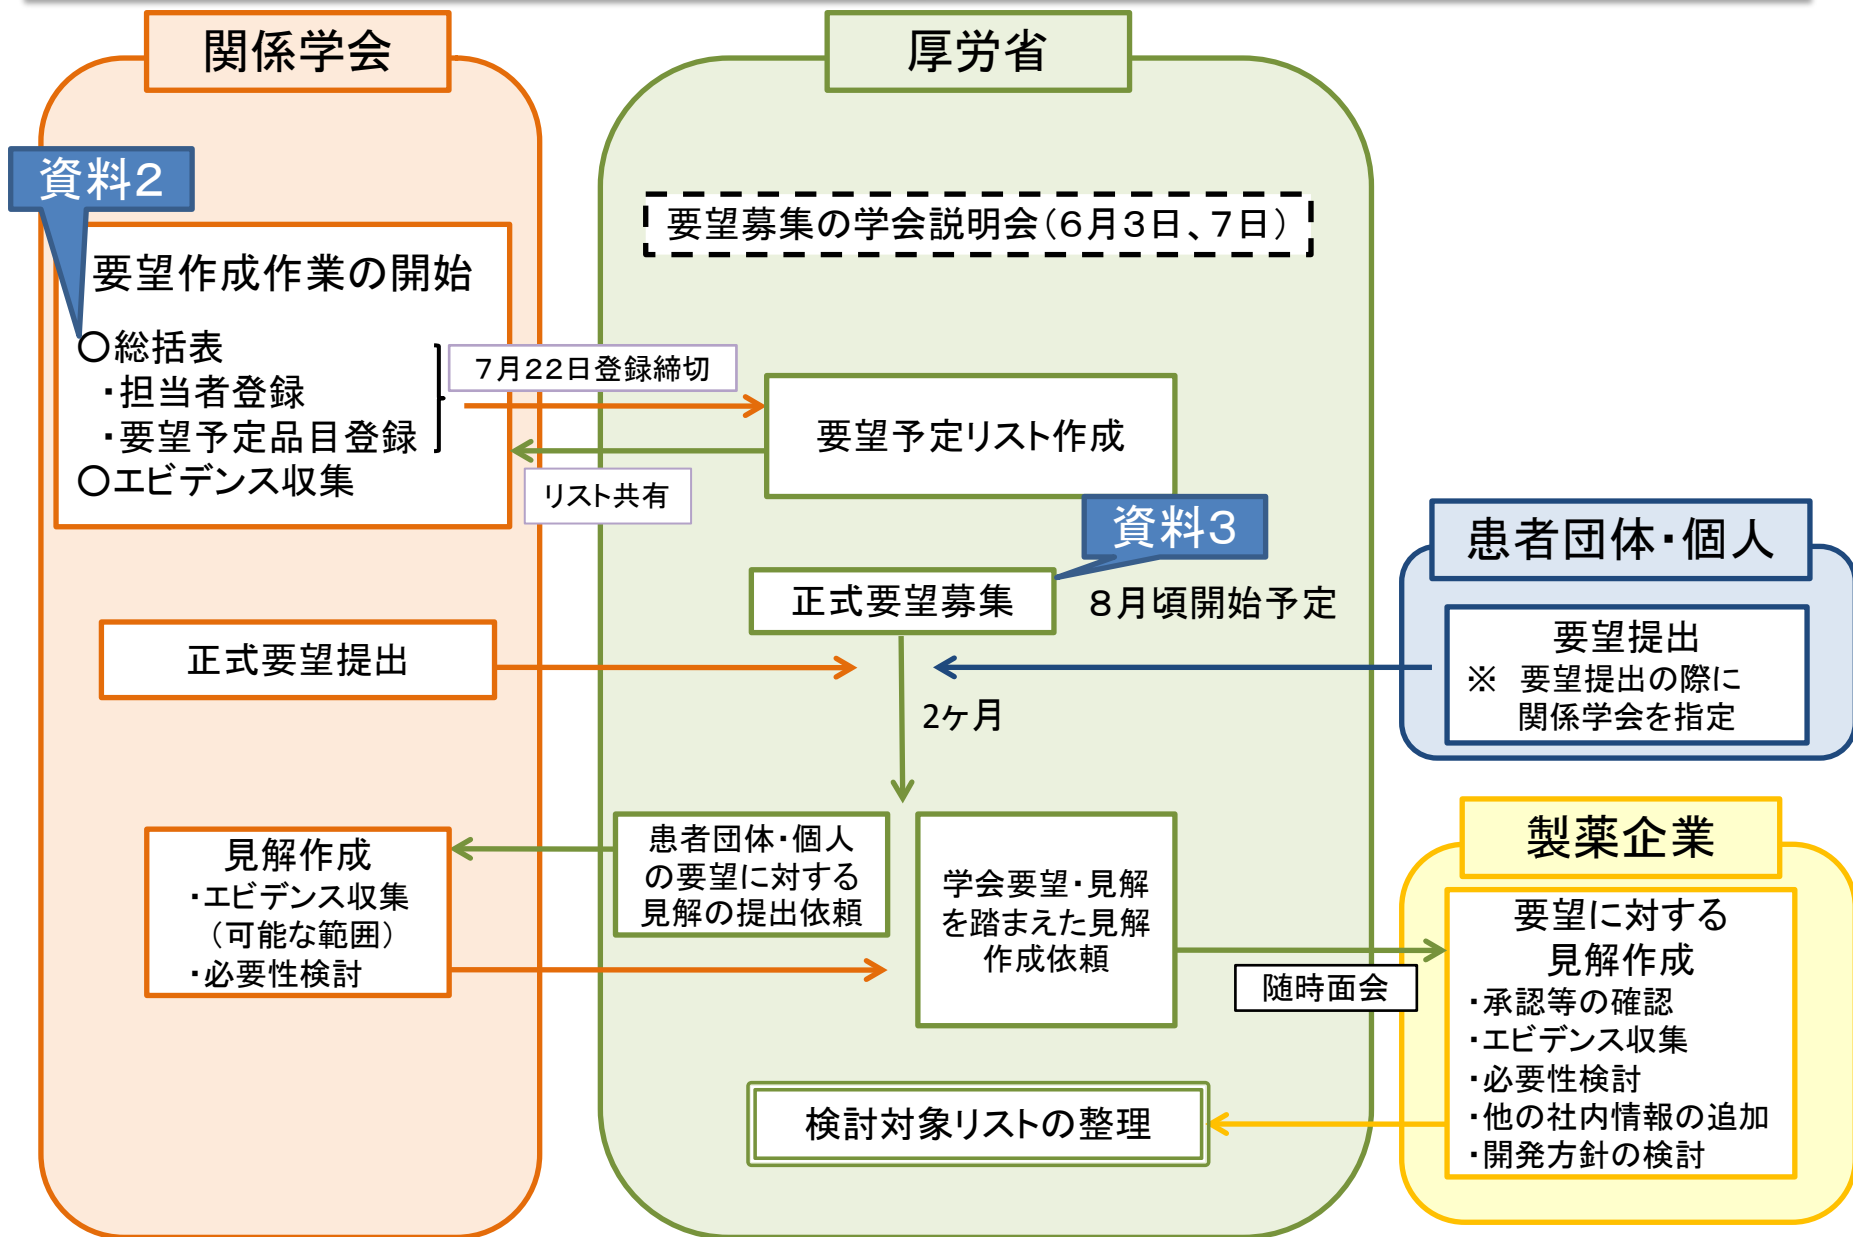 関係学会
厚労省
資料２
要望募集の学会説明会（６月３日、７日）
要望作成作業の開始
○総括表
・担当者登録
・要望予定品目登録
○エビデンス収集
７月２２日登録締切
要望予定リスト作成
リスト共有
資料３
正式要望募集
８月頃開始予定
患者団体・個人
要望提出
※　要望提出の際に
関係学会を指定
正式要望提出
2ヶ月
製薬企業
見解作成
・エビデンス収集
（可能な範囲）
・必要性検討
患者団体・個人
の要望に対する
見解の提出依頼
学会要望・見解
を踏まえた見解
作成依頼
随時面会
要望に対する
見解作成
・承認等の確認
・エビデンス収集
・必要性検討
・他の社内情報の追加
・開発方針の検討
検討対象リストの整理